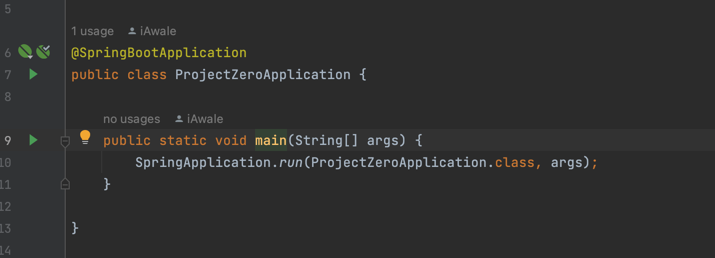 5
1 usage iAwale
6 @SpringBootApplication
7 public class ProjectZeroApplication {
8
no usages iAwale
9 public static void main(String[] args) {
10 SpringApplication.run(ProjectZeroApplication.class, args);
11 }
12
13 }
14